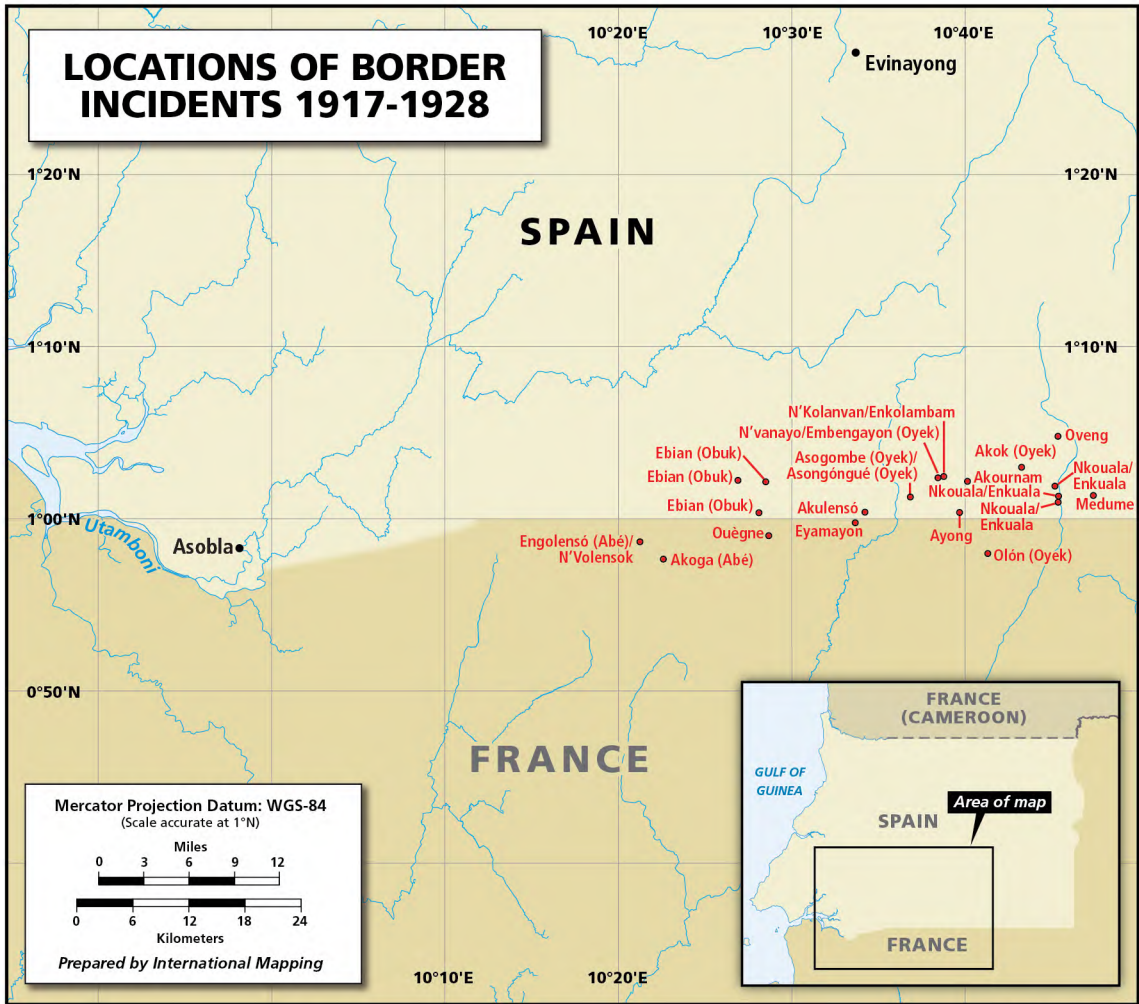 LOCATIONS OF BORDER
INCIDENTS 1917-1928
10°20'E
10°30'E
10°40'E
Evinayong
1°20'N
1°20'N
SPAIN
1°10'N
1°10'N
N'Kolanvan/Enkolambam
N'vanayo/Embengayon (Oyek)
Oveng
Ebian (Obuk)
Asogombe (Oyek)/
Asongóngué (Oyek)
Akok (Oyek)
Ebian (Obuk)
Akournam
Nkouala/
Enkuala
Nkouala/Enkuala
Medume
Ebian (Obuk)
Akulensó
Nkouala/
Enkuala
1°00'N
Utamboni
Asobla
Engolensó (Abé)/
N'Volensok
Ouègne
Eyamayon
Ayong
Akoga (Abé)
Olón (Oyek)
0°50'N
FRANCE
10°10'E
10°20'E
Mercator Projection Datum: WGS-84
(Scale accurate at 1°N)
Miles
0 3 6 9 12
0 6 12 18 24
Kilometers
Prepared by International Mapping
FRANCE
(CAMEROON)
GULF OF
GUINEA
Area of map
SPAIN
FRANCE